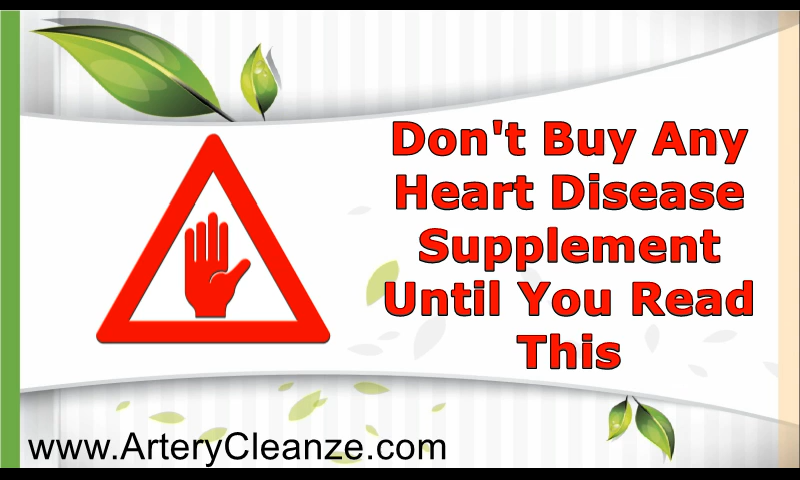 Don't Buy Any
Heart Disease
Supplement
Until You Read
This
www.ArteryCleanze.com